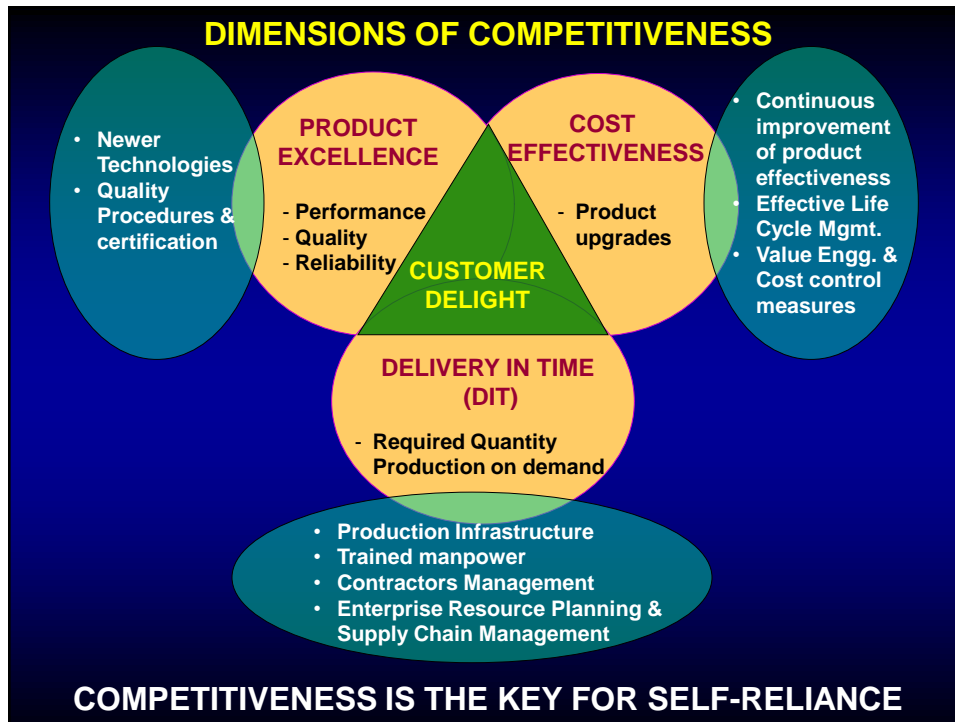 DIMENSIONS OF COMPETITIVENESS
• Newer
Technologies
• Quality
Procedures &
certification
PRODUCT
EXCELLENCE
- Performance
- Quality
- Reliability
COST
EFFECTIVENESS
- Product
upgrades
• Continuous
improvement
of product
effectiveness
• Effective Life
Cycle Mgmt.
• Value Engg. &
Cost control
measures
CUSTOMER
DELIGHT
DELIVERY IN TIME
(DIT)
- Required Quantity
Production on demand
• Production Infrastructure
• Trained manpower
• Contractors Management
• Enterprise Resource Planning &
Supply Chain Management
COMPETITIVENESS IS THE KEY FOR SELF-RELIANCE